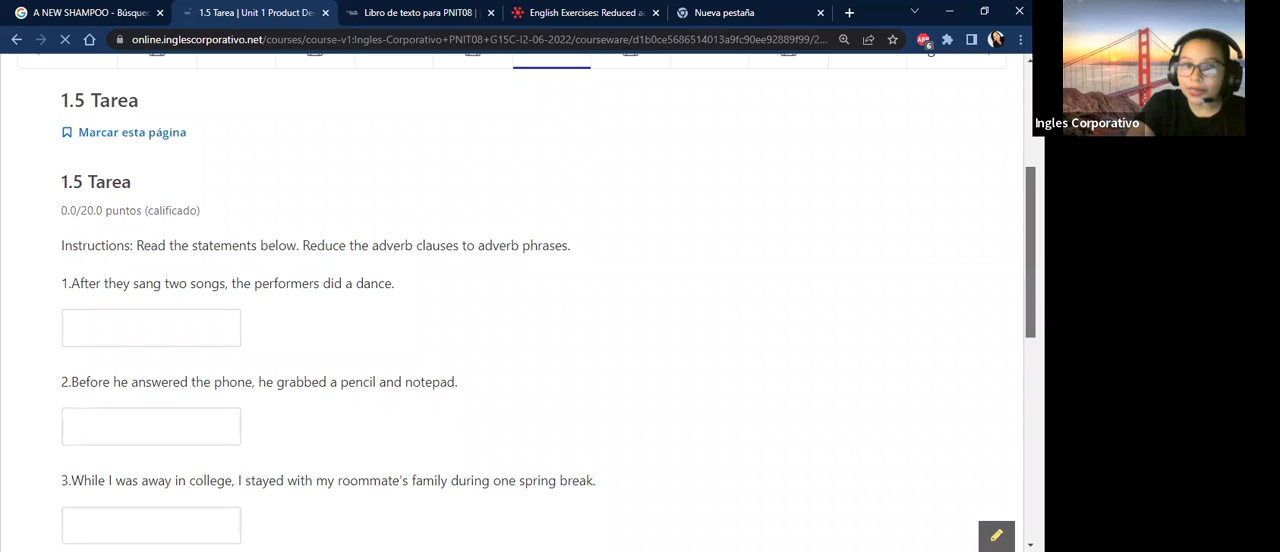 A NEW SHAMPOO - Búsque
1.5 Tarea | Unit 1 Product De
Libro de texto para PNIT08 |
English Exercises: Reduced a
Nueva pestaña
online.inglescorporativo.net/courses/course-v1:Ingles-Corporativo+PNIT08+G15C-I2-06-2022/courseware/d1b0ce5686514013a9fc90ee92889f99/2...
1.5 Tarea
Marcar esta página
1.5 Tarea
0.0/20.0 puntos (calificado)
Instructions: Read the statements below. Reduce the adverb clauses to adverb phrases.
1.After they sang two songs, the performers did a dance.
2.Before he answered the phone, he grabbed a pencil and notepad.
3.While I was away in college, I stayed with my roommate's family during one spring break.
Ingles Corporativo